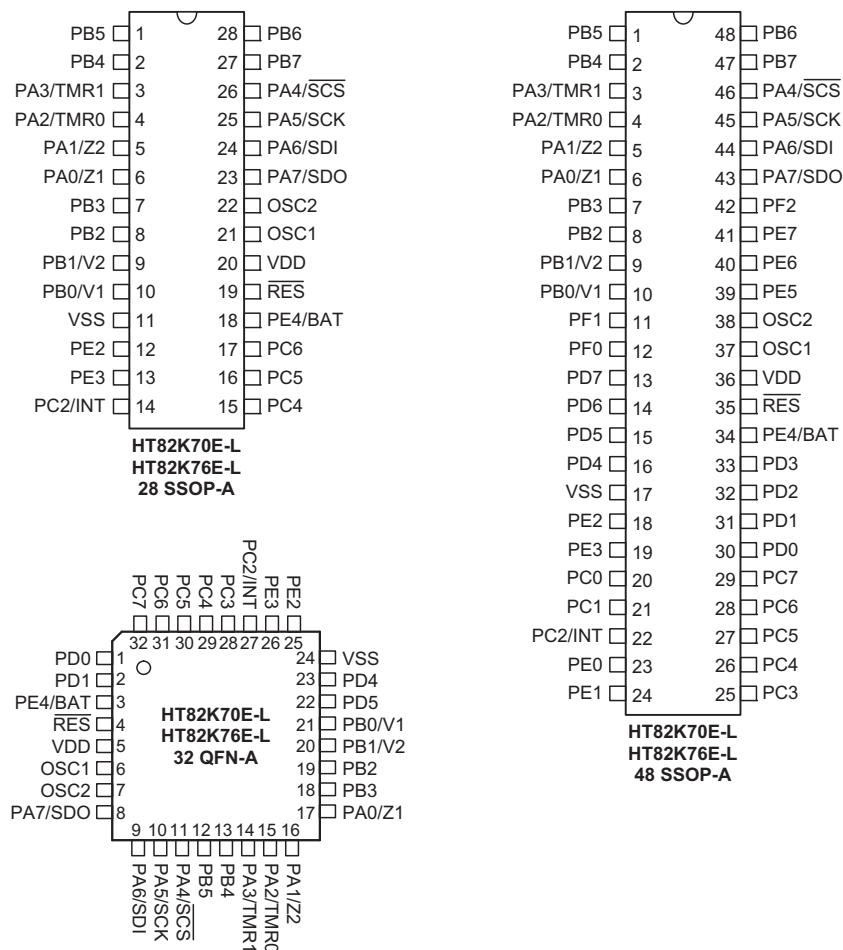 PB5 1 28 PB6
PB4 2 27 PB7
PA3/TMR1 3 26 PA4/S̅C̅S̅
PA2/TMR0 4 25 PA5/SCK
PA1/Z2 5 24 PA6/SDI
PA0/Z1 6 23 PA7/SDO
PB3 7 22 OSC2
PB2 8 21 OSC1
PB1/V2 9 20 VDD
PB0/V1 10 19 R̅E̅S̅
VSS 11 18 PE4/BAT
PE2 12 17 PC6
PE3 13 16 PC5
PC2/INT 14 15 PC4
HT82K70E-L
HT82K76E-L
28 SSOP-A
PB5 1 48 PB6
PB4 2 47 PB7
PA3/TMR1 3 46 PA4/S̅C̅S̅
PA2/TMR0 4 45 PA5/SCK
PA1/Z2 5 44 PA6/SDI
PA0/Z1 6 43 PA7/SDO
PB3 7 42 PF2
PB2 8 41 PE7
PB1/V2 9 40 PE6
PB0/V1 10 39 PE5
PF1 11 38 OSC2
PF0 12 37 OSC1
PD7 13 36 VDD
PD6 14 35 R̅E̅S̅
PD5 15 34 PE4/BAT
PD4 16 33 PD3
VSS 17 32 PD2
PE2 18 31 PD1
PE3 19 30 PD0
PC0 20 29 PC7
PC1 21 28 PC6
PC2/INT 22 27 PC5
PE0 23 26 PC4
PE1 24 25 PC3
HT82K70E-L
HT82K76E-L
48 SSOP-A
PC7 PC6 PC5 PC4 PC3 PC2/INT PE3 PE2
32 31 30 29 28 27 26 25
PD0 1 24 VSS
PD1 2 23 PD4
PE4/BAT 3 22 PD5
R̅E̅S̅ 4 21 PB0/V1
VDD 5 20 PB1/V2
OSC1 6 19 PB2
OSC2 7 18 PB3
PA7/SDO 8 17 PA0/Z1
HT82K70E-L
HT82K76E-L
32 QFN-A
9 10 11 12 13 14 15 16
PA6/SDI PA5/SCK PA4/S̅C̅S̅ PB5 PB4 PA3/TMR1 PA2/TMR0 PA1/Z2